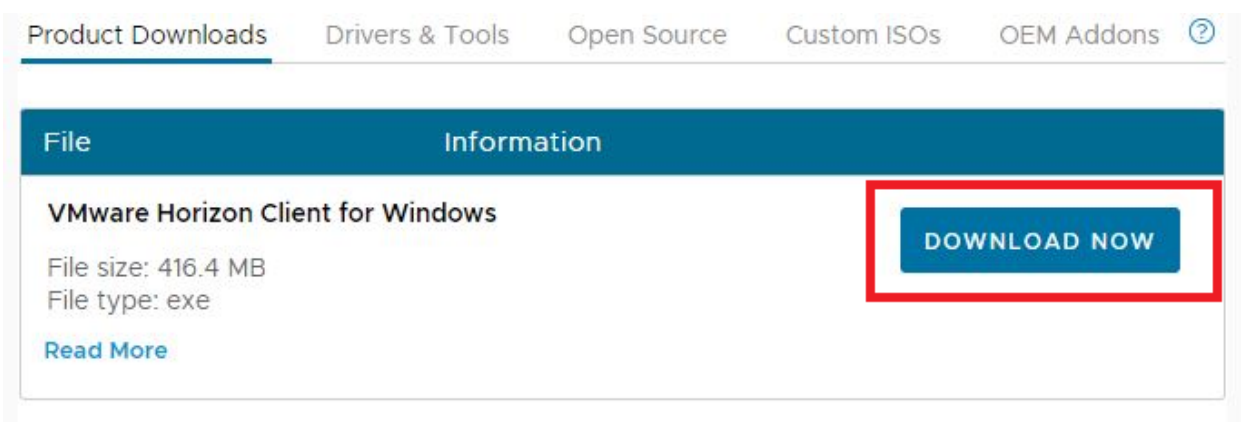 Product Downloads Drivers & Tools Open Source Custom ISOs OEM Addons ?
File Information
VMware Horizon Client for Windows
DOWNLOAD NOW
File size: 416.4 MB
File type: exe
Read More